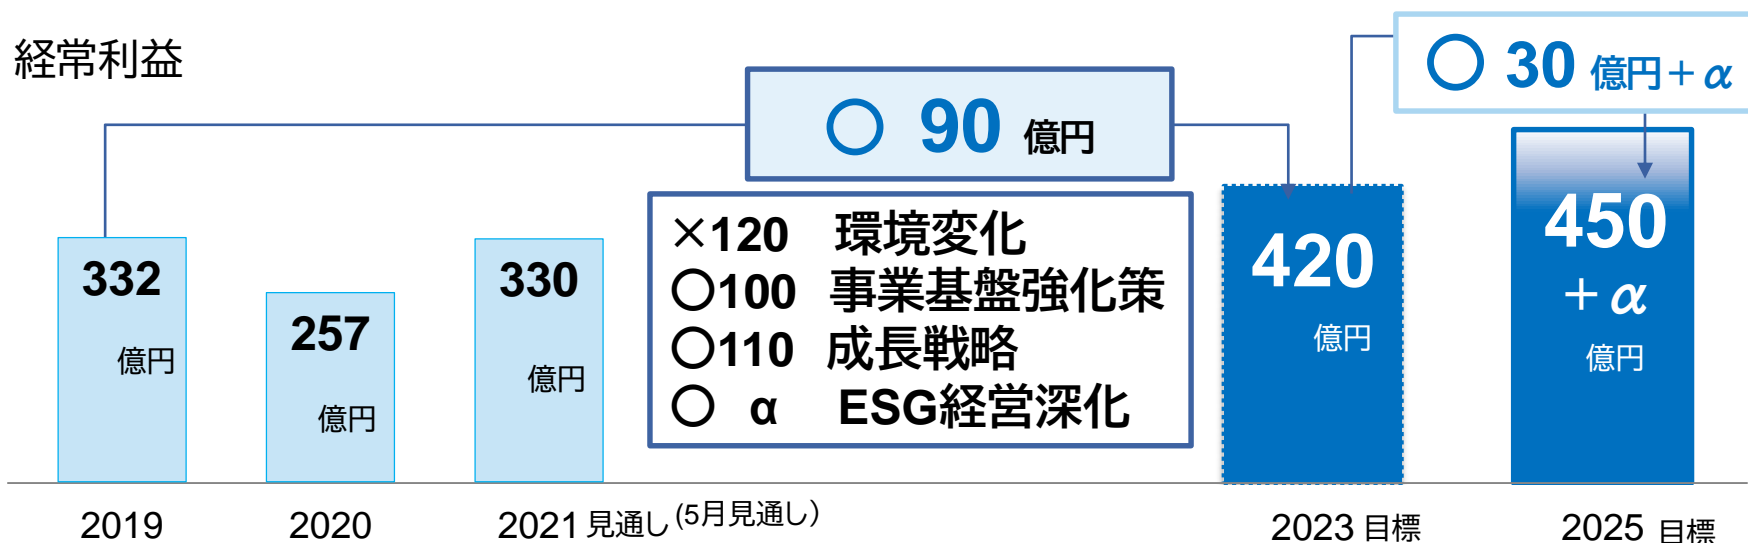 経常利益
○ 30 億円+α
○ 90 億円
×120 環境変化
○100 事業基盤強化策
○110 成長戦略
○ α ESG経営深化
332
億円
257
億円
330
億円
420
億円
450
+α
億円
2019
2020
2021 見通し (5月見通し)
2023 目標
2025 目標